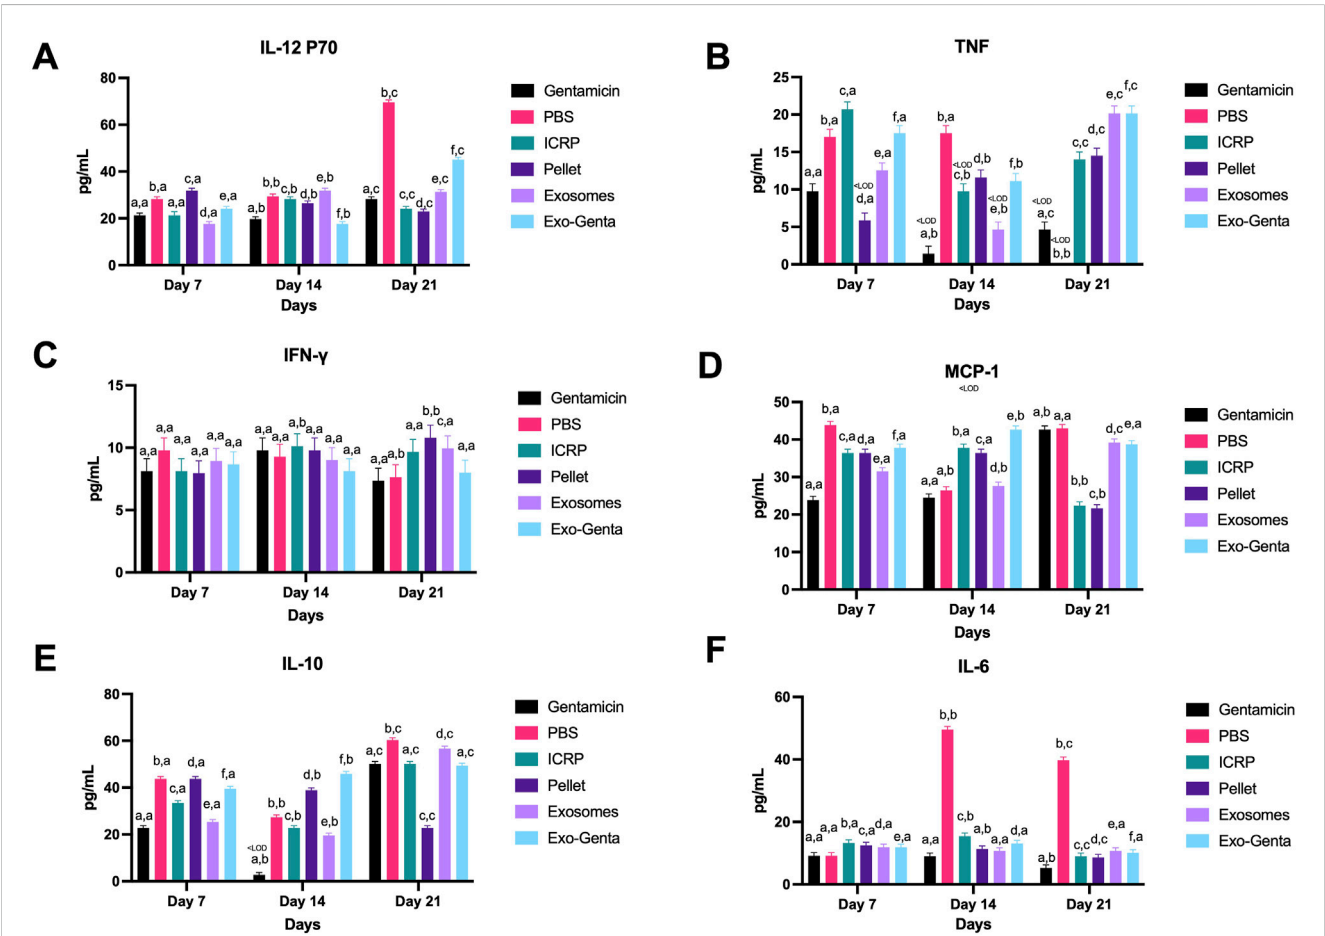 A
IL-12 P70
80
60
40
20
0
pg/mL
a,a b,a a,a c,a d,a e,a
a,b b,b c,b d,b e,b f,b
a,c b,c c,c d,c e,c f,c
Day 7 Day 14 Day 21
Days
Gentamicin
PBS
ICRP
Pellet
Exosomes
Exo-Genta
B
TNF
25
20
15
10
5
0
pg/mL
a,a b,a c,a <LOD d,a e,a f,a
<LOD a,b b,a <LOD c,b d,b <LOD e,b f,b
<LOD a,c <LOD b,b c,c d,c e,c f,c
Day 7 Day 14 Day 21
Days
Gentamicin
PBS
ICRP
Pellet
Exosomes
Exo-Genta
C
IFN-γ
15
10
5
0
pg/mL
a,a a,a a,a a,a a,a a,a
a,a a,a a,b a,a a,a a,a
a,a a,b a,a b,b c,a a,a
Day 7 Day 14 Day 21
Days
Gentamicin
PBS
ICRP
Pellet
Exosomes
Exo-Genta
D
MCP-1
<LOD
50
40
30
20
10
0
pg/mL
a,a b,a c,a d,a e,a f,a
a,a a,b b,a c,a d,b e,b
a,b a,a b,b c,b d,c e,a
Day 7 Day 14 Day 21
Days
Gentamicin
PBS
ICRP
Pellet
Exosomes
Exo-Genta
E
IL-10
80
60
40
20
0
pg/mL
a,a b,a c,a d,a e,a f,a
<LOD a,b b,b c,b d,b e,b f,b
a,c b,c a,c c,c d,c a,c
Day 7 Day 14 Day 21
Days
Gentamicin
PBS
ICRP
Pellet
Exosomes
Exo-Genta
F
IL-6
60
40
20
0
pg/mL
a,a a,a b,a c,a d,a e,a
a,a b,b c,b a,b a,a d,a
a,b b,c c,c d,c e,a f,a
Day 7 Day 14 Day 21
Days
Gentamicin
PBS
ICRP
Pellet
Exosomes
Exo-Genta